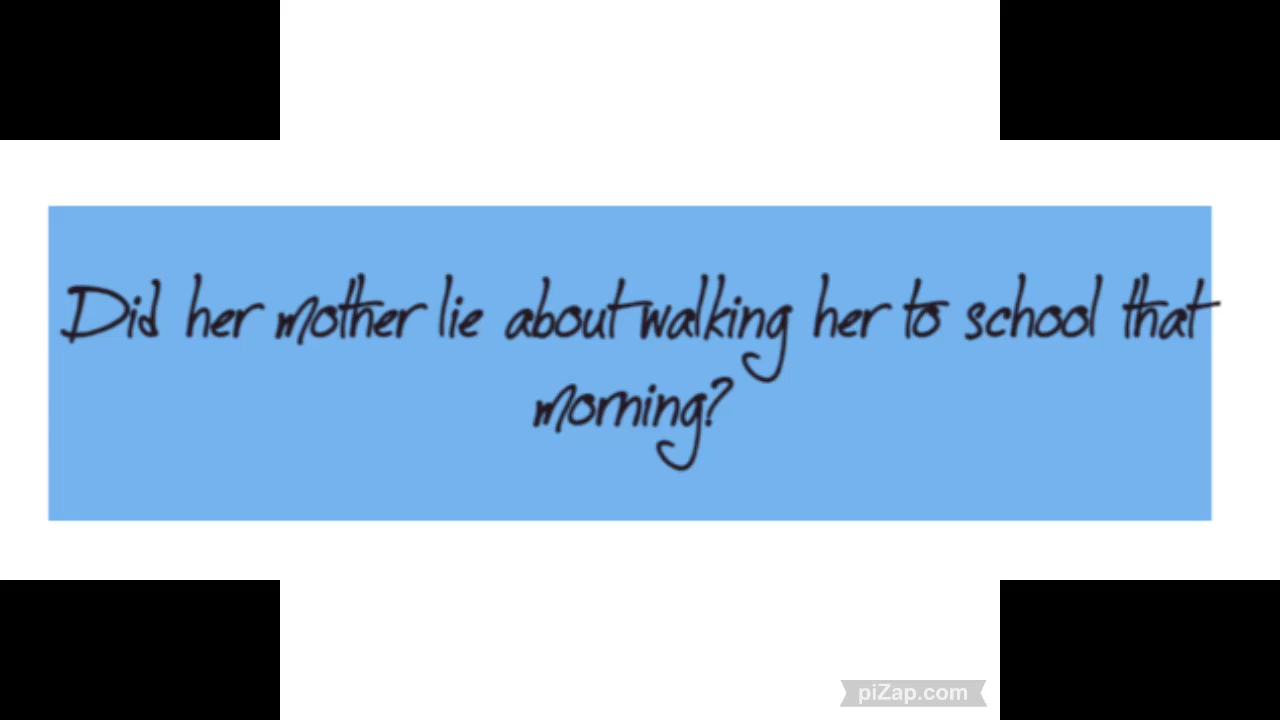 Did her mother lie about walking her to school that
morning?
piZap.com